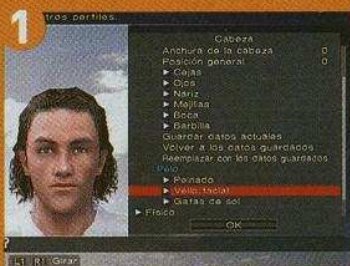 1
tros perfiles.
Cabeza
Anchura de la cabeza 0
Posición general 0
► Cejas
► Ojos
► Nariz
► Mejillas
► Boca
► Barbilla
Guardar datos actuales
Volver a los datos guardados
Reemplazar con los datos guardados
Pelo
► Peinado
► Vello facial
► Gafas de sol
► Físico
OK
L1 R1 Girar